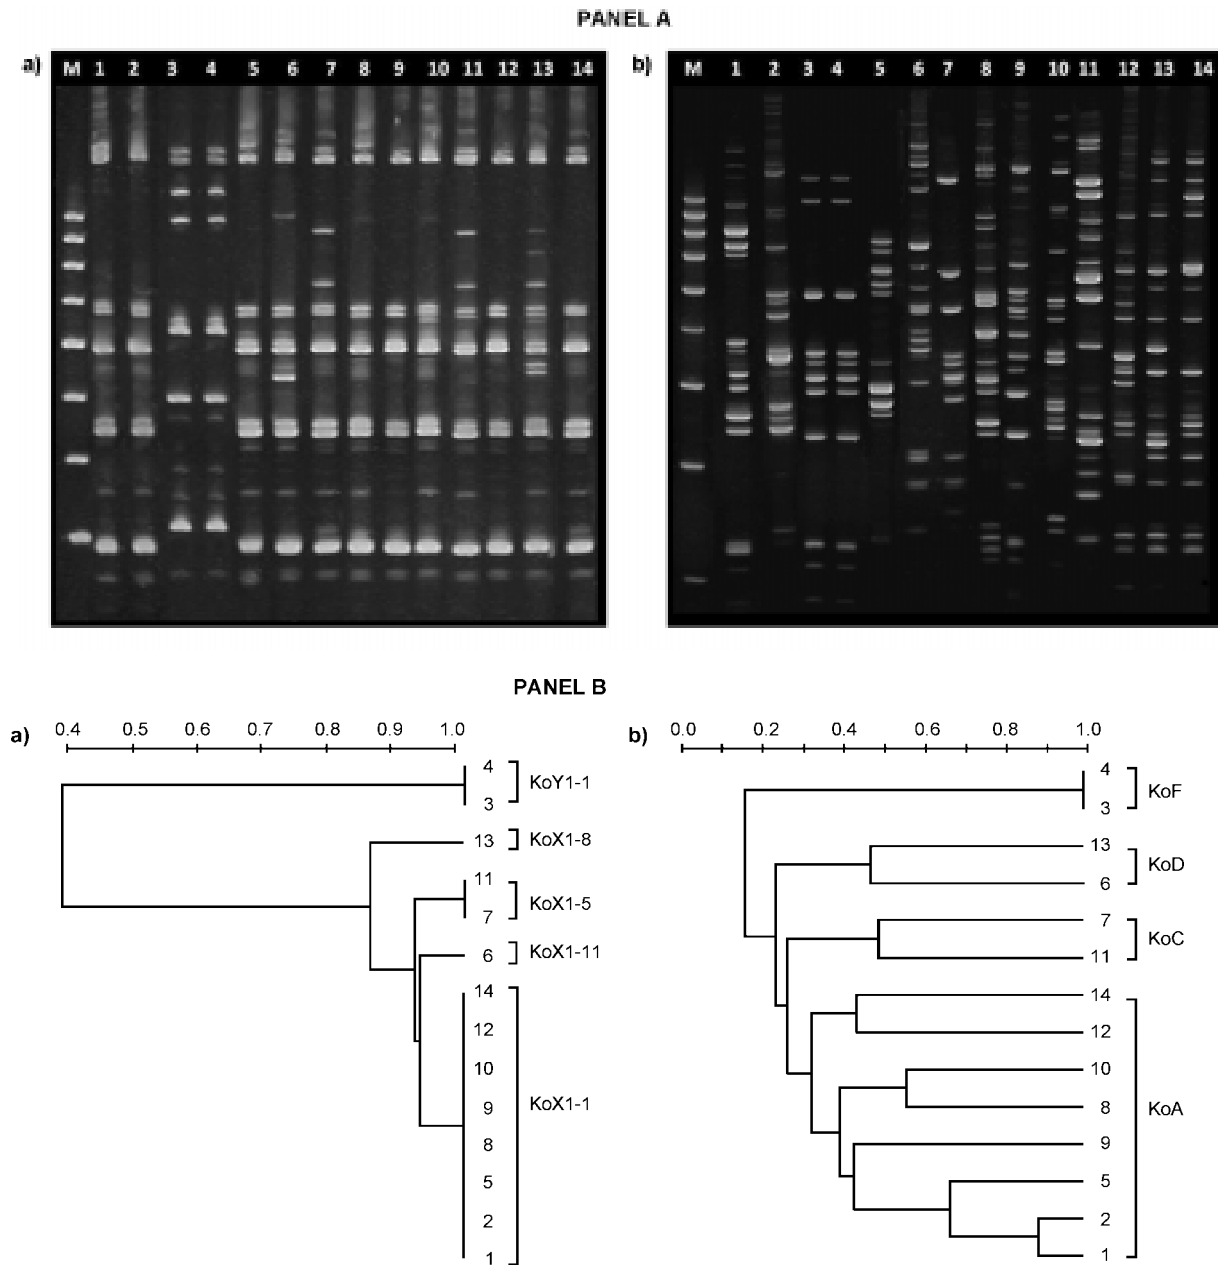 PANEL A
a) M 1 2 3 4 5 6 7 8 9 10 11 12 13 14
b) M 1 2 3 4 5 6 7 8 9 10 11 12 13 14
PANEL B
a) 0.4 0.5 0.6 0.7 0.8 0.9 1.0
4
KoY1-1
3
13 KoX1-8
11
KoX1-5
7
6 KoX1-11
14
12
10
9 KoX1-1
8
5
2
1
b) 0.0 0.2 0.4 0.6 0.8 1.0
4
KoF
3
13
KoD
6
7
KoC
11
14
12
10
8 KoA
9
5
2
1